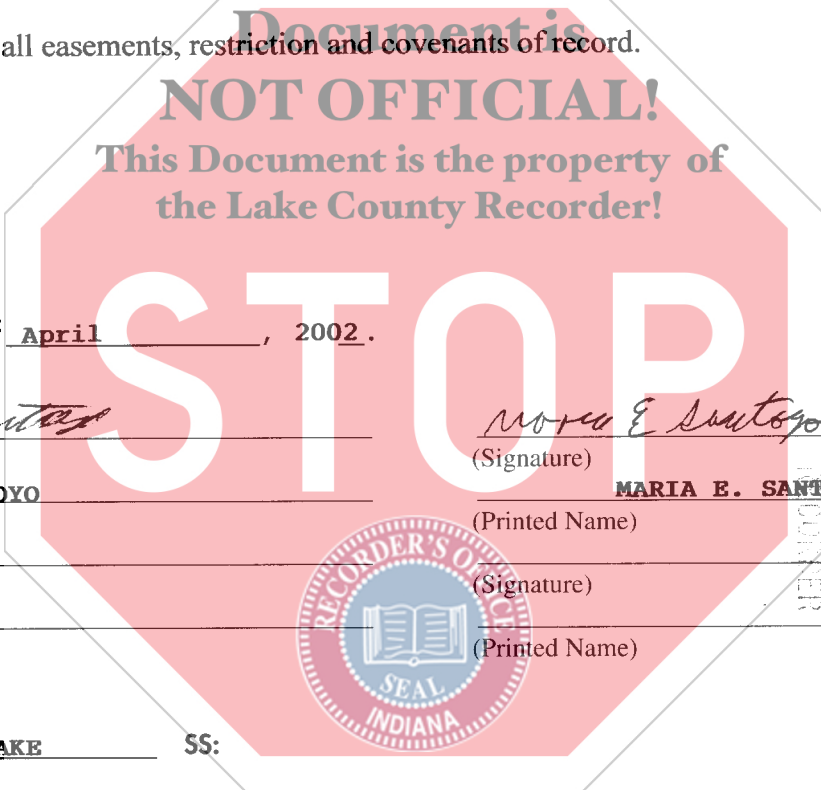 Document is
all easements, restriction and covenants of record.
NOT OFFICIAL!
This Document is the property of
the Lake County Recorder!
STOP
April , 2002.
Maria E Santoyo
(Signature)
OYO MARIA E. SANT
(Printed Name)
(Signature)
(Printed Name)
RECORDER'S OFFICE
SEAL
INDIANA
AKE SS: